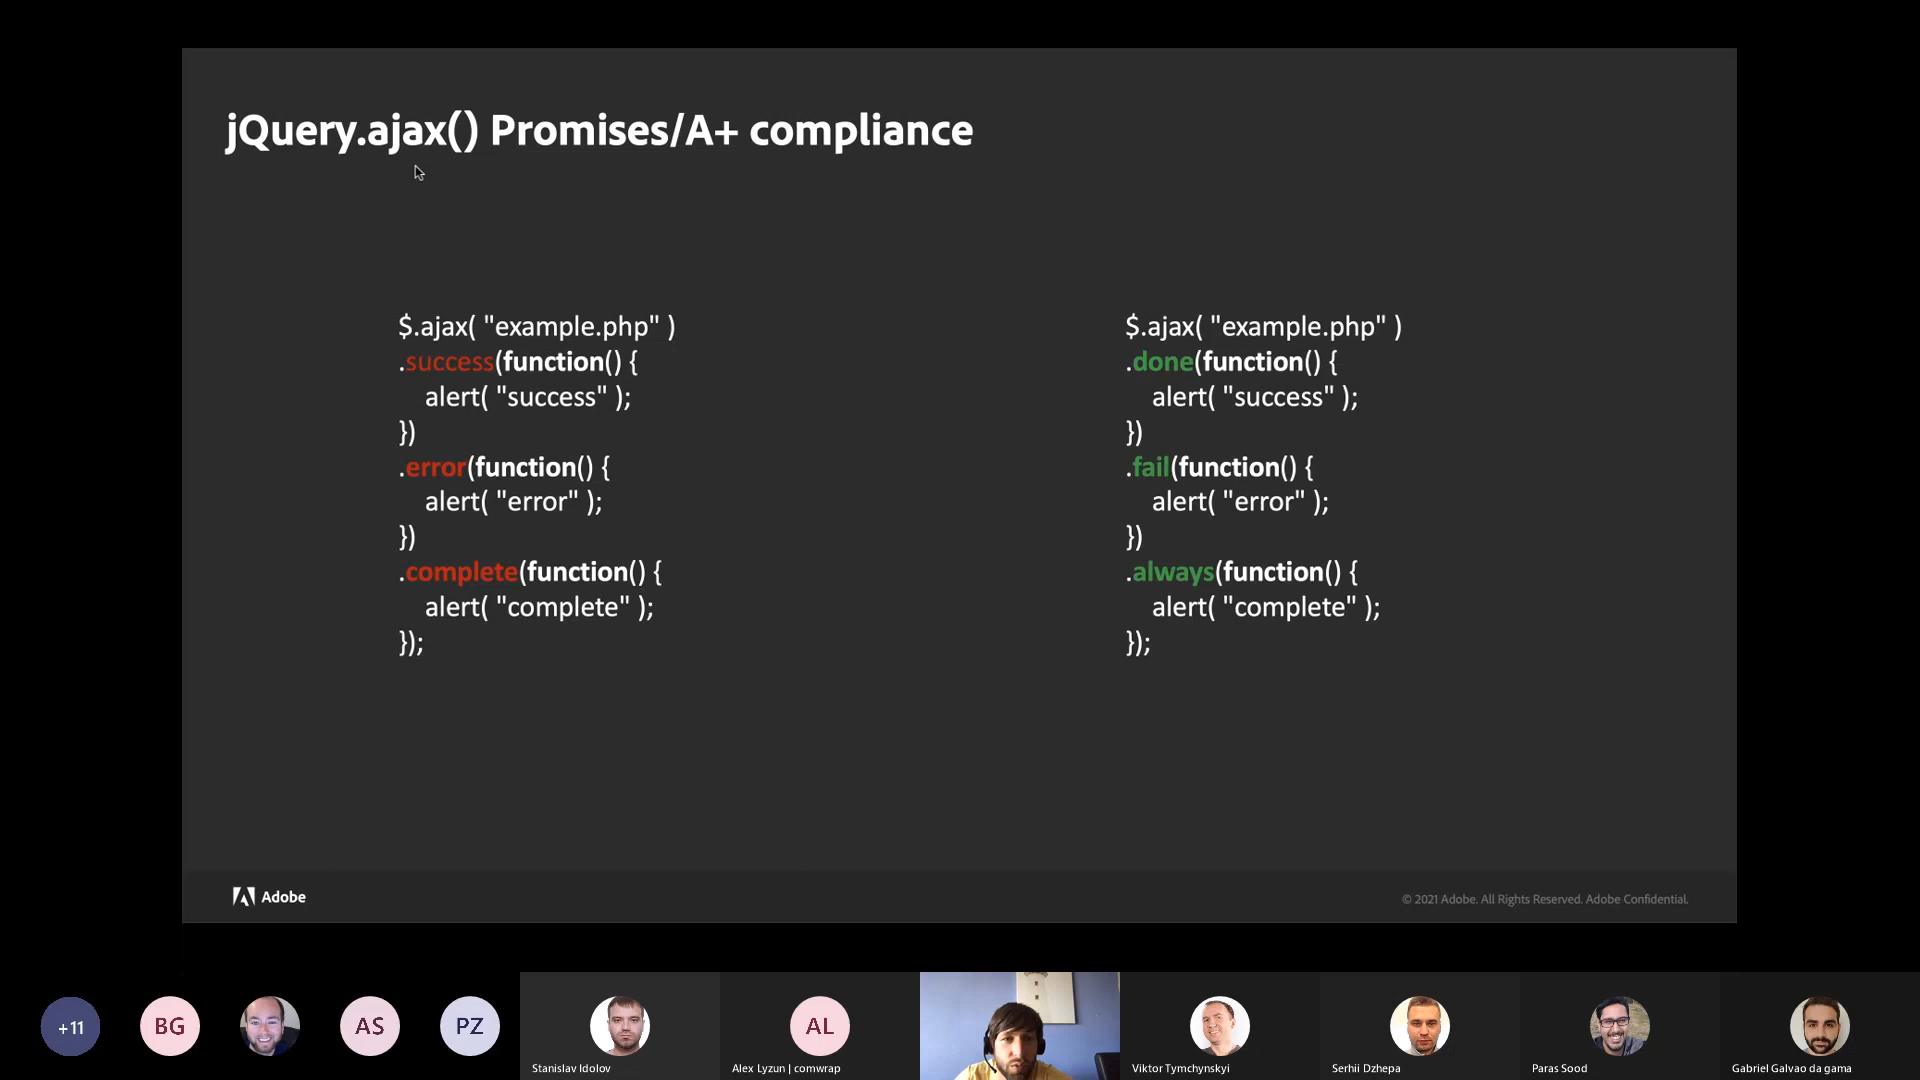 jQuery.ajax() Promises/A+ compliance
$.ajax( "example.php" )
.success(function() {
alert( "success" );
})
.error(function() {
alert( "error" );
})
.complete(function() {
alert( "complete" );
});
$.ajax( "example.php" )
.done(function() {
alert( "success" );
})
.fail(function() {
alert( "error" );
})
.always(function() {
alert( "complete" );
});
Adobe
© 2021 Adobe. All Rights Reserved. Adobe Confidential.
+11
BG
AS
PZ
AL
Stanislav Idolov
Alex Lyzun | comwrap
Viktor Tymchynskyi
Serhii Dzhepa
Paras Sood
Gabriel Galvao da gama